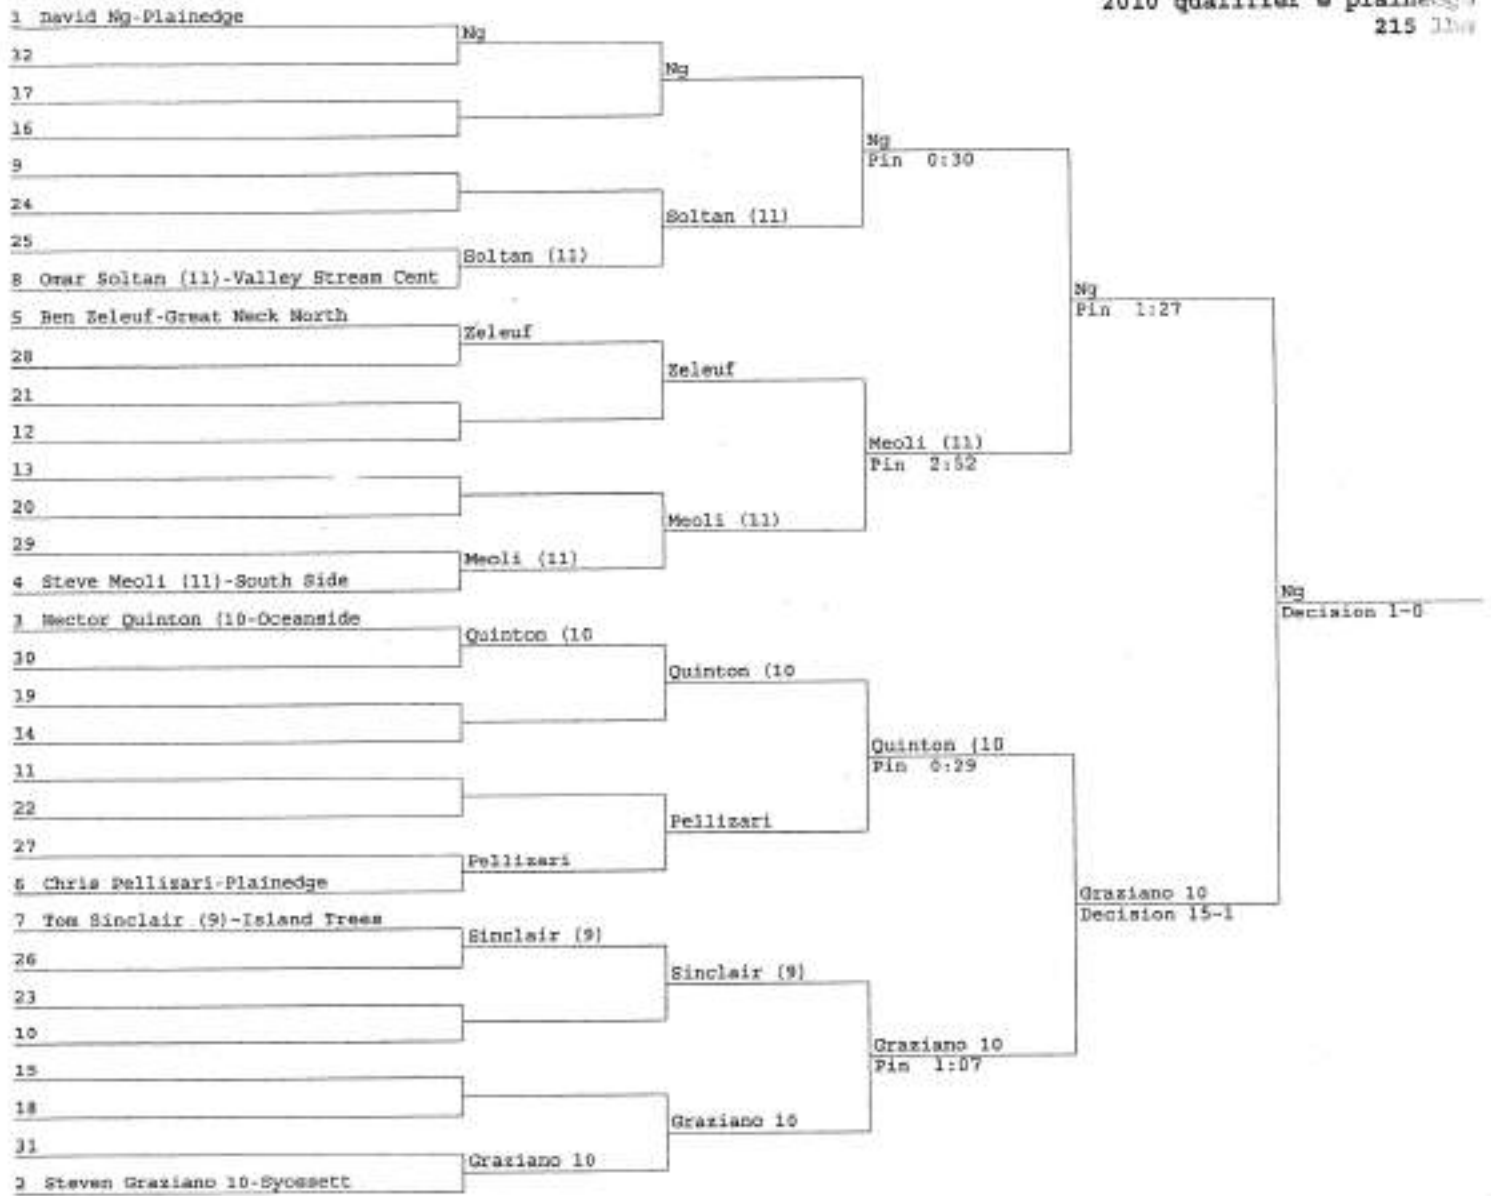 2010 qualifier @ plainedge
215 lbs
1 David Ng-Plainedge
32
17
16
9
24
25
8 Omar Soltan (11)-Valley Stream Cent
5 Ben Zeleuf-Great Neck North
28
21
12
13
20
29
4 Steve Meoli (11)-South Side
3 Hector Quinton (10-Oceanside
30
19
14
11
22
27
6 Chris Pellizari-Plainedge
7 Tom Sinclair (9)-Island Trees
26
23
10
15
18
31
2 Steven Graziano 10-Syossett
Ng
Soltan (11)
Zeleuf
Meoli (11)
Quinton (10
Pellizari
Sinclair (9)
Graziano 10
Ng
Soltan (11)
Zeleuf
Meoli (11)
Quinton (10
Pellizari
Sinclair (9)
Graziano 10
Ng
Pin 0:30
Meoli (11)
Pin 2:52
Quinton (10
Pin 0:29
Graziano 10
Pin 1:07
Ng
Pin 1:27
Graziano 10
Decision 15-1
Ng
Decision 1-0